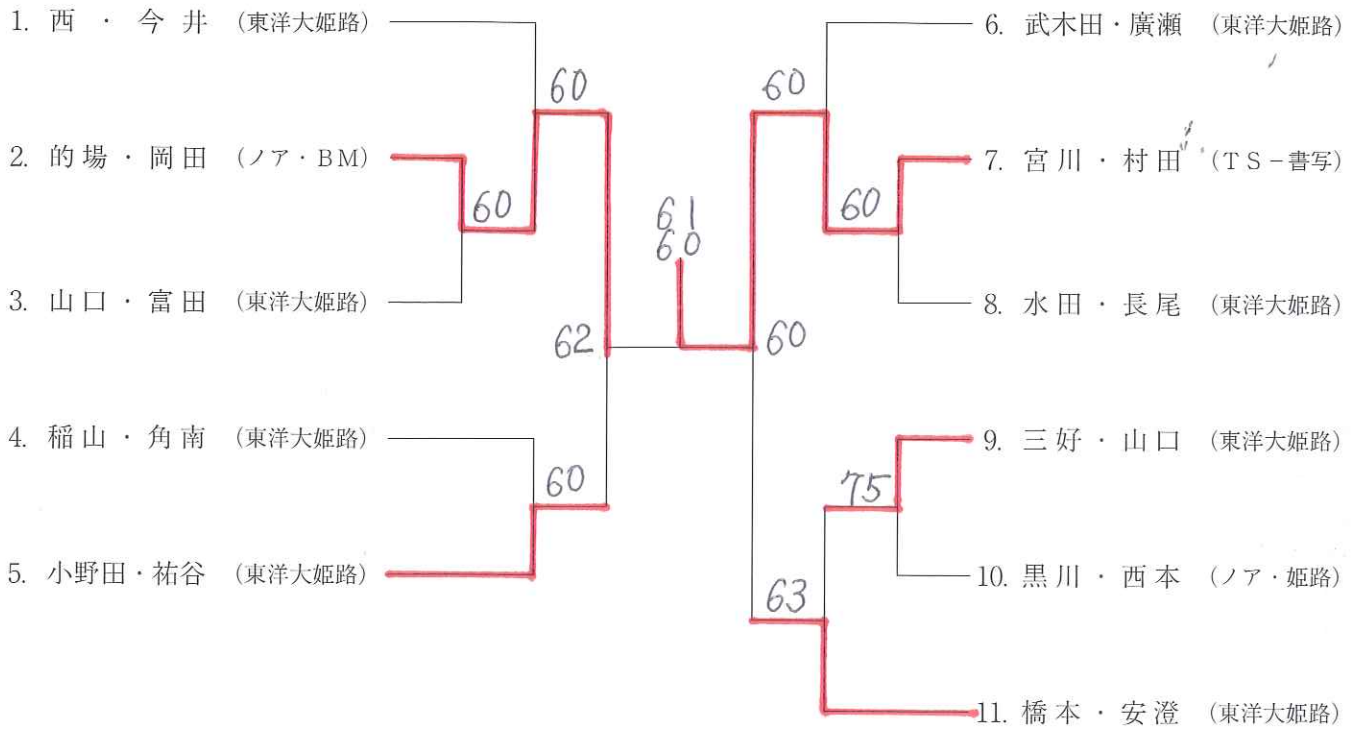 1. 西・今井 (東洋大姫路)
60
2. 的場・岡田 (ノア・BM)
60
3. 山口・富田 (東洋大姫路)
62
4. 稲山・角南 (東洋大姫路)
60
5. 小野田・祐谷 (東洋大姫路)
61
60
6. 武木田・廣瀬 (東洋大姫路)
60
7. 宮川・村田 (TS-書写)
60
8. 水田・長尾 (東洋大姫路)
60
9. 三好・山口 (東洋大姫路)
75
10. 黒川・西本 (ノア・姫路)
63
11. 橋本・安澄 (東洋大姫路)